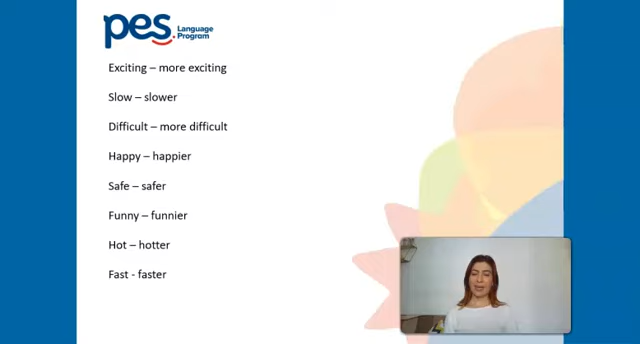 pes. Language
Program
Exciting – more exciting
Slow – slower
Difficult – more difficult
Happy – happier
Safe – safer
Funny – funnier
Hot – hotter
Fast - faster